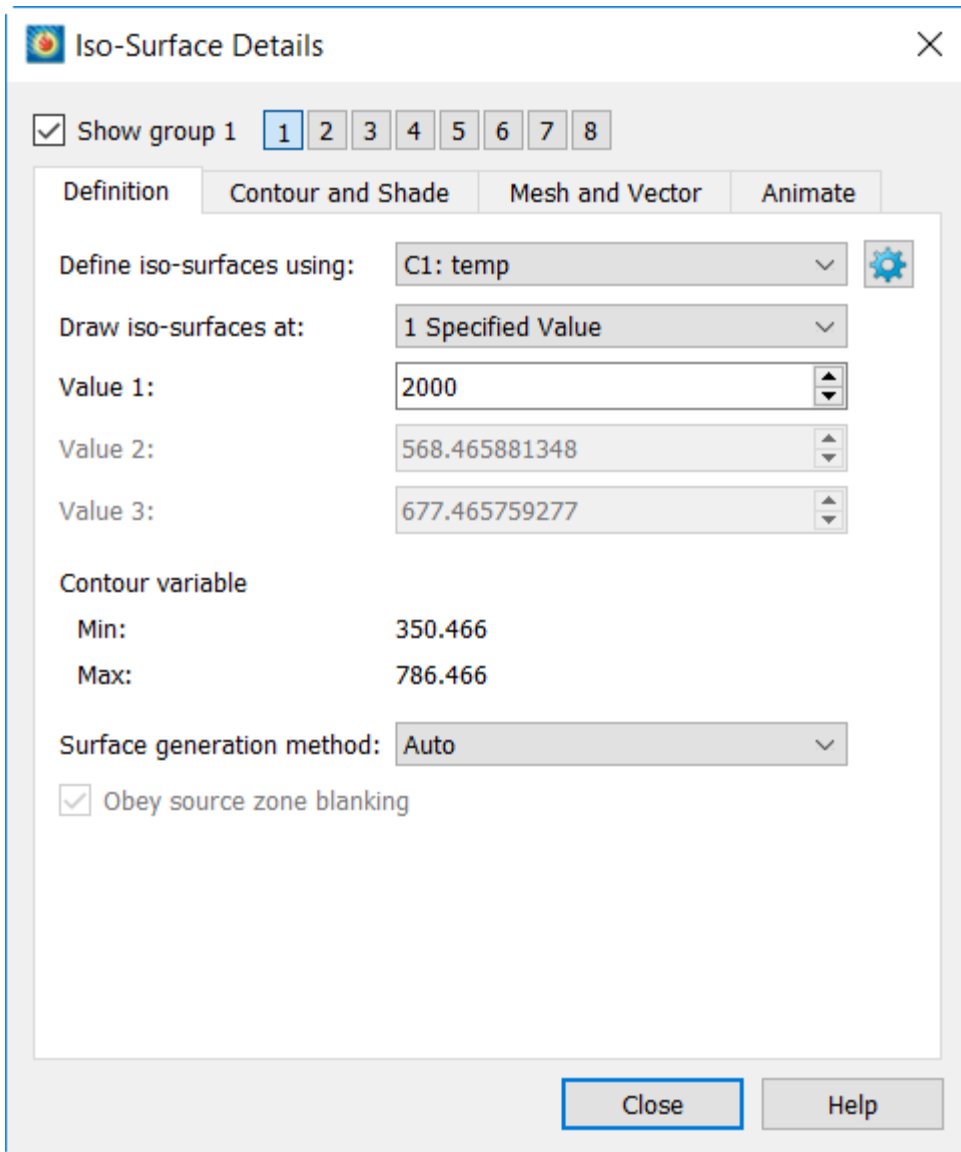 Iso-Surface Details
Show group 1 1 2 3 4 5 6 7 8
Definition Contour and Shade Mesh and Vector Animate
Define iso-surfaces using: C1: temp
Draw iso-surfaces at: 1 Specified Value
Value 1: 2000
Value 2: 568.465881348
Value 3: 677.465759277
Contour variable
Min: 350.466
Max: 786.466
Surface generation method: Auto
Obey source zone blanking
Close Help